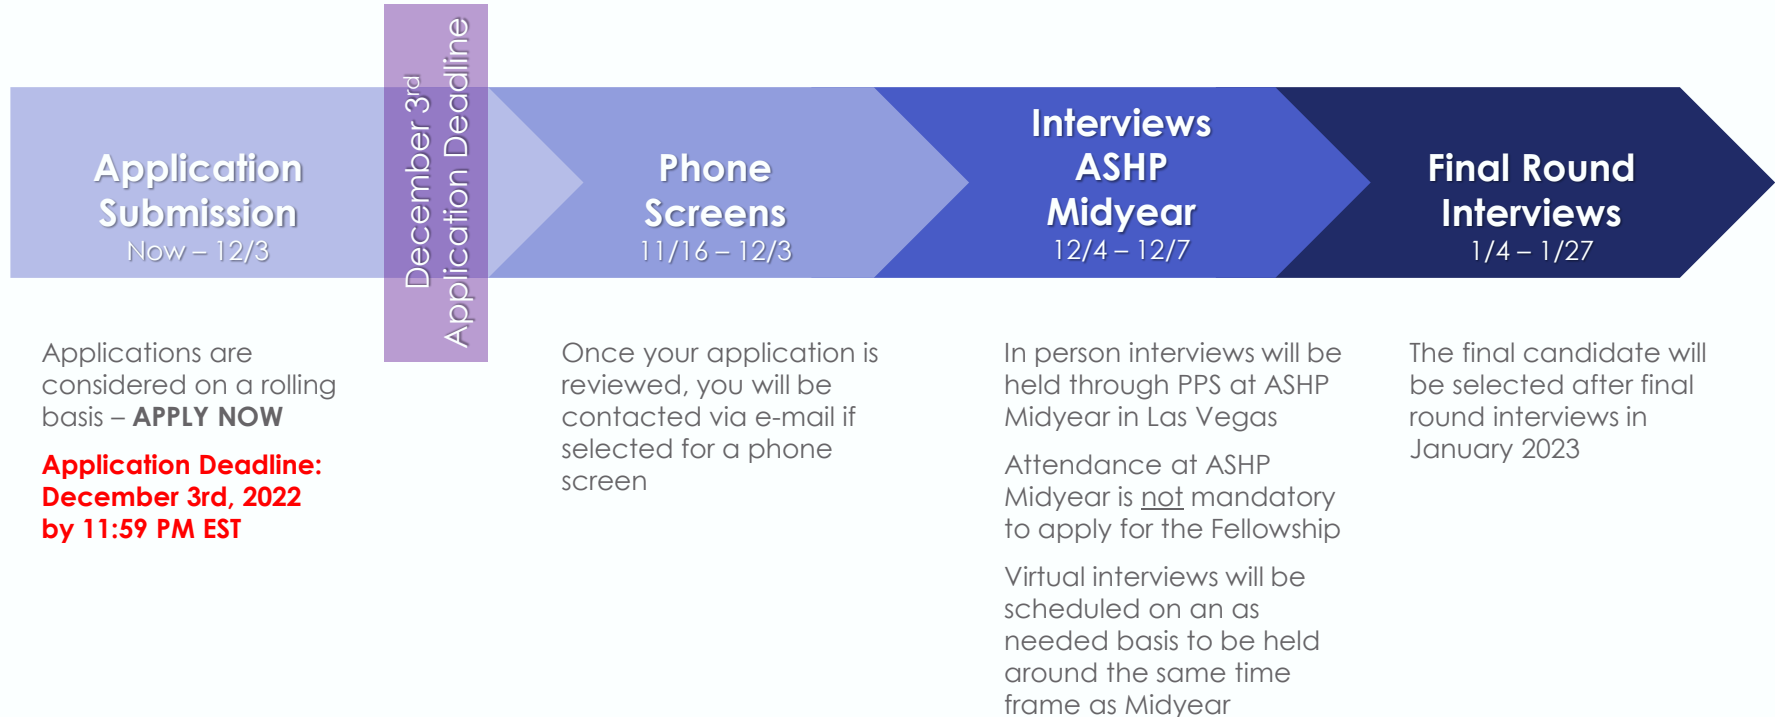 Application
Submission
Now – 12/3
December 3rd
Application Deadline
Phone
Screens
11/16 – 12/3
Interviews
ASHP
Midyear
12/4 – 12/7
Final Round
Interviews
1/4 – 1/27
Applications are
considered on a rolling
basis – APPLY NOW
Application Deadline:
December 3rd, 2022
by 11:59 PM EST
Once your application is
reviewed, you will be
contacted via e-mail if
selected for a phone
screen
In person interviews will be
held through PPS at ASHP
Midyear in Las Vegas
Attendance at ASHP
Midyear is not mandatory
to apply for the Fellowship
Virtual interviews will be
scheduled on an as
needed basis to be held
around the same time
frame as Midyear
The final candidate will
be selected after final
round interviews in
January 2023